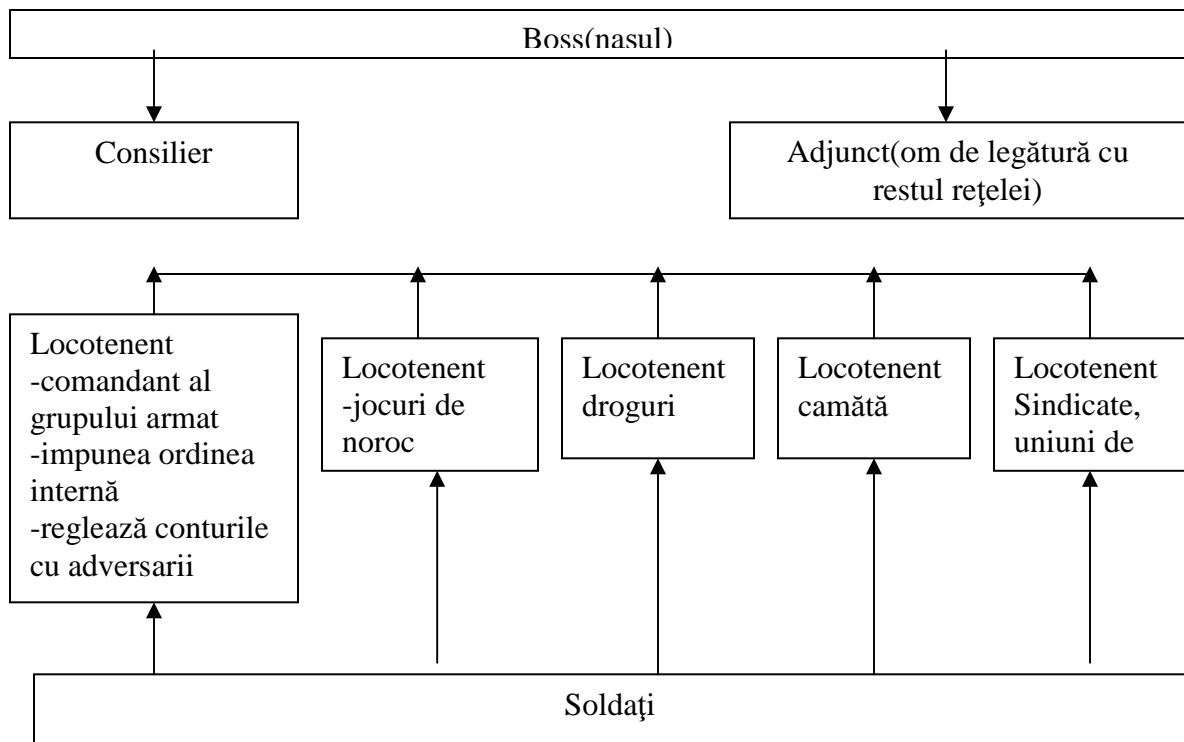 Boss(nasul)
Consilier
Adjunct(om de legătură cu
restul reţelei)
Locotenent
-comandant al
grupului armat
-impunea ordinea
internă
-reglează conturile
cu adversarii
Locotenent
-jocuri de
noroc
Locotenent
droguri
Locotenent
camătă
Locotenent
Sindicate,
uniuni de
Soldaţi